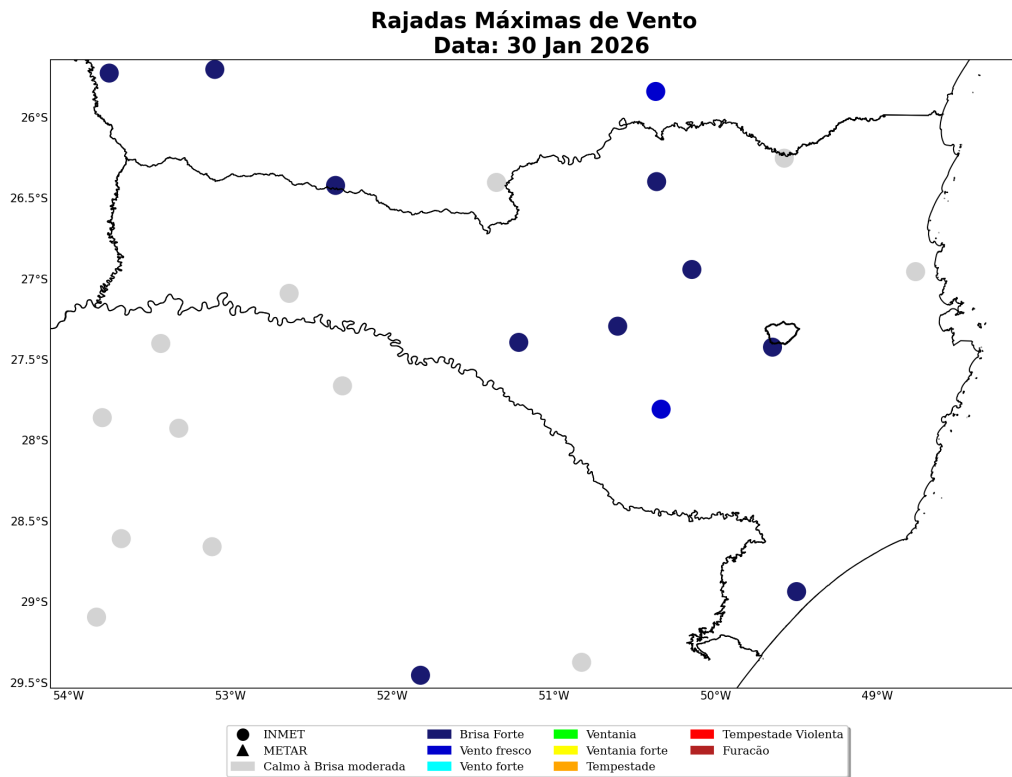 Rajadas Máximas de Vento
Data: 30 Jan 2026
26°S
26.5°S
27°S
27.5°S
28°S
28.5°S
29°S
29.5°S
54°W 53°W 52°W 51°W 50°W 49°W
INMET Brisa Forte Ventania Tempestade Violenta
METAR Vento fresco Ventania forte Furacão
Calmo à Brisa moderada Vento forte Tempestade